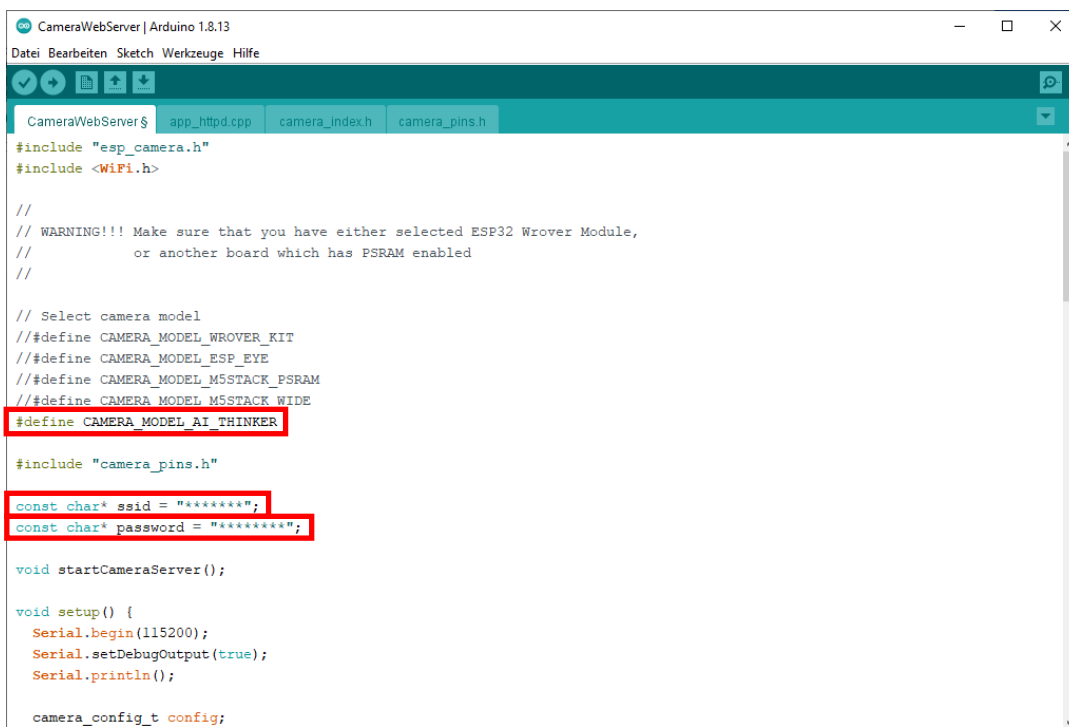 CameraWebServer | Arduino 1.8.13
Datei Bearbeiten Sketch Werkzeuge Hilfe
CameraWebServer § app_httpd.cpp camera_index.h camera_pins.h
#include "esp_camera.h"
#include <WiFi.h>
//
// WARNING!!! Make sure that you have either selected ESP32 Wrover Module,
//            or another board which has PSRAM enabled
//
// Select camera model
//#define CAMERA_MODEL_WROVER_KIT
//#define CAMERA_MODEL_ESP_EYE
//#define CAMERA_MODEL_M5STACK_PSRAM
//#define CAMERA_MODEL_M5STACK_WIDE
#define CAMERA_MODEL_AI_THINKER
#include "camera_pins.h"
const char* ssid = "*******";
const char* password = "********";
void startCameraServer();
void setup() {
  Serial.begin(115200);
  Serial.setDebugOutput(true);
  Serial.println();
  camera_config_t config;